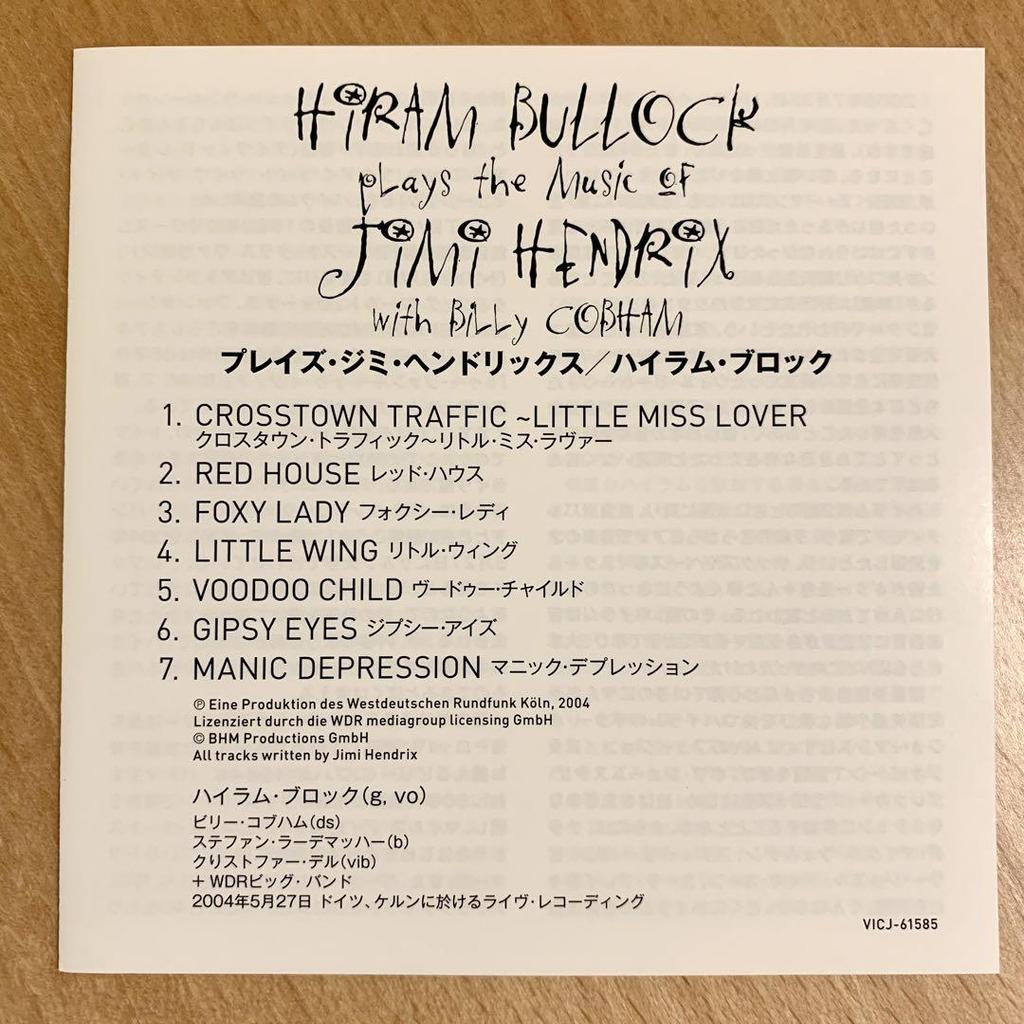 HiRAM BULLOCK
plays the Music of
JiMi HENDRiX
with BiLLy COBHAM
プレイズ・ジミ・ヘンドリックス／ハイラム・ブロック
1. CROSSTOWN TRAFFIC ~LITTLE MISS LOVER
クロスタウン・トラフィック～リトル・ミス・ラヴァー
2. RED HOUSE レッド・ハウス
3. FOXY LADY フォクシー・レディ
4. LITTLE WING リトル・ウィング
5. VOODOO CHILD ヴードゥー・チャイルド
6. GIPSY EYES ジプシー・アイズ
7. MANIC DEPRESSION マニック・デプレッション
℗ Eine Produktion des Westdeutschen Rundfunk Köln, 2004
Lizenziert durch die WDR mediagroup licensing GmbH
© BHM Productions GmbH
All tracks written by Jimi Hendrix
ハイラム・ブロック(g, vo)
ビリー・コブハム(ds)
ステファン・ラーデマッハー(b)
クリストファー・デル(vib)
+ WDRビッグ・バンド
2004年5月27日 ドイツ、ケルンに於けるライヴ・レコーディング
VICJ-61585